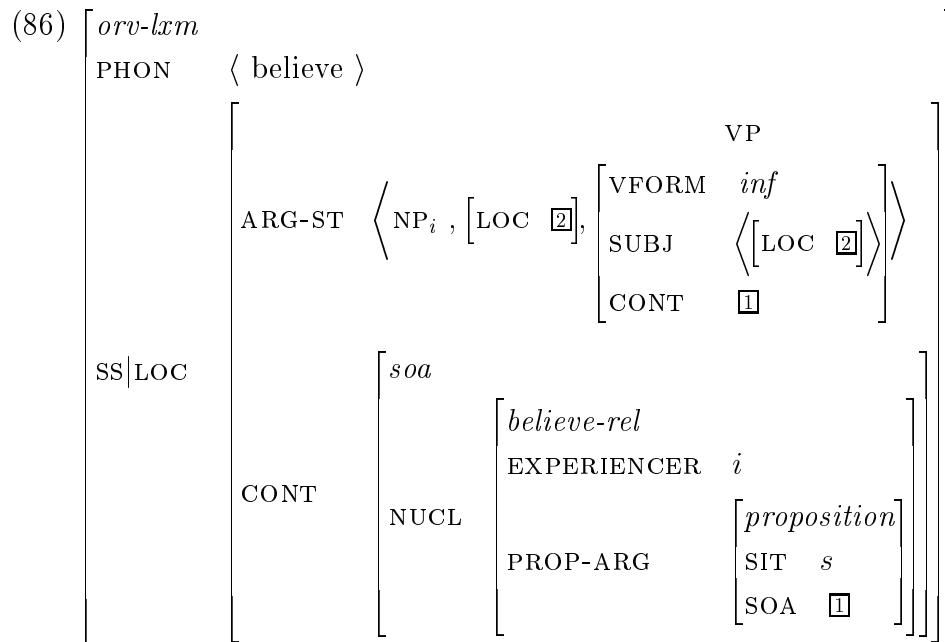 (86) orv-lxm
PHON ⟨ believe ⟩
VP
ARG-ST ⟨NPᵢ , [LOC 2], [VFORM inf
SUBJ ⟨[LOC 2]⟩
CONT 1]⟩
SS|LOC
soa
believe-rel
EXPERIENCER i
CONT
NUCL
proposition
PROP-ARG
SIT s
SOA 1